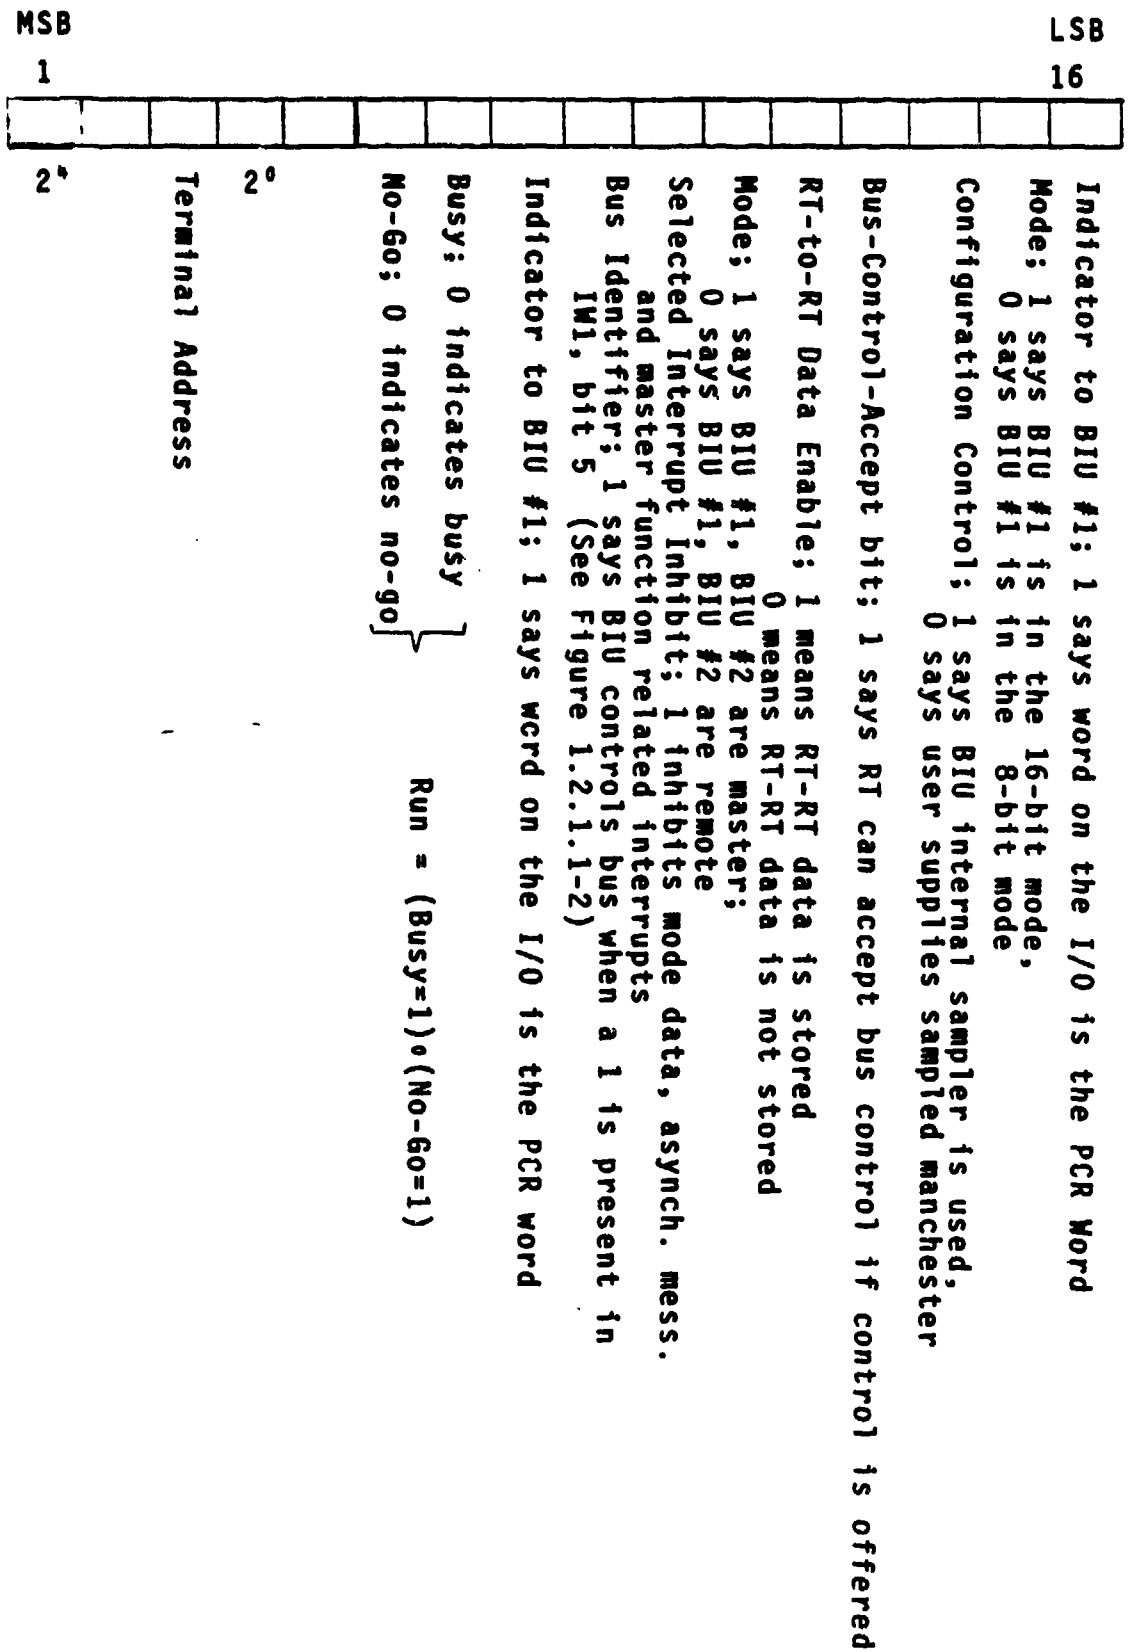 MSB
LSB
1
16
2⁴
2⁰
Terminal Address
No-Go; 0 indicates no-go
Busy; 0 indicates busy
Run = (Busy=1)∘(No-Go=1)
Indicator to BIU #1; 1 says word on the I/O is the PCR word
Bus Identifier; 1 says BIU controls bus when a 1 is present in
IW1, bit 5 (See Figure 1.2.1.1-2)
Selected Interrupt Inhibit; 1 inhibits mode data, asynch. mess.
and master function related interrupts
Mode; 1 says BIU #1, BIU #2 are master;
0 says BIU #1, BIU #2 are remote
RT-to-RT Data Enable; 1 means RT-RT data is stored
0 means RT-RT data is not stored
Bus-Control-Accept bit; 1 says RT can accept bus control if control is offered
Configuration Control; 1 says BIU internal sampler is used,
0 says user supplies sampled manchester
Mode; 1 says BIU #1 is in the 16-bit mode,
0 says BIU #1 is in the 8-bit mode
Indicator to BIU #1; 1 says word on the I/O is the PCR Word